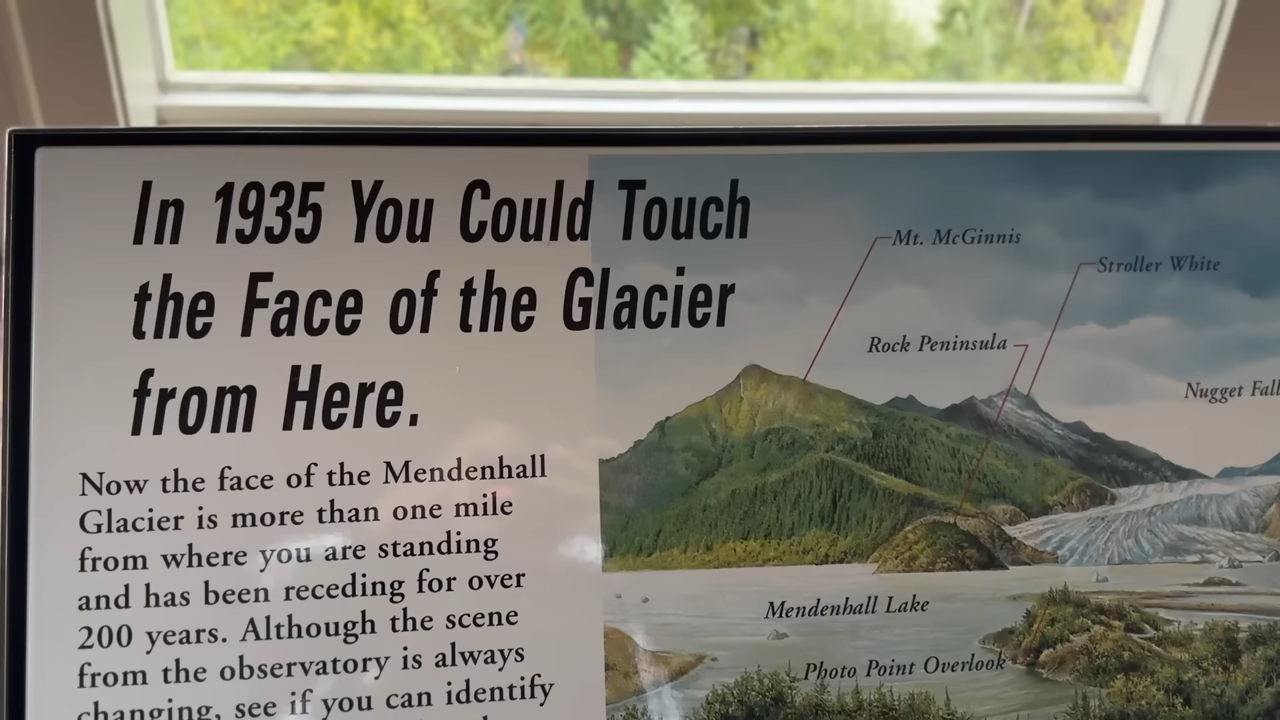 In 1935 You Could Touch
the Face of the Glacier
from Here.
Now the face of the Mendenhall
Glacier is more than one mile
from where you are standing
and has been receding for over
200 years. Although the scene
from the observatory is always
changing, see if you can identify
Mt. McGinnis
Stroller White
Rock Peninsula
Nugget Fall
Mendenhall Lake
Photo Point Overlook